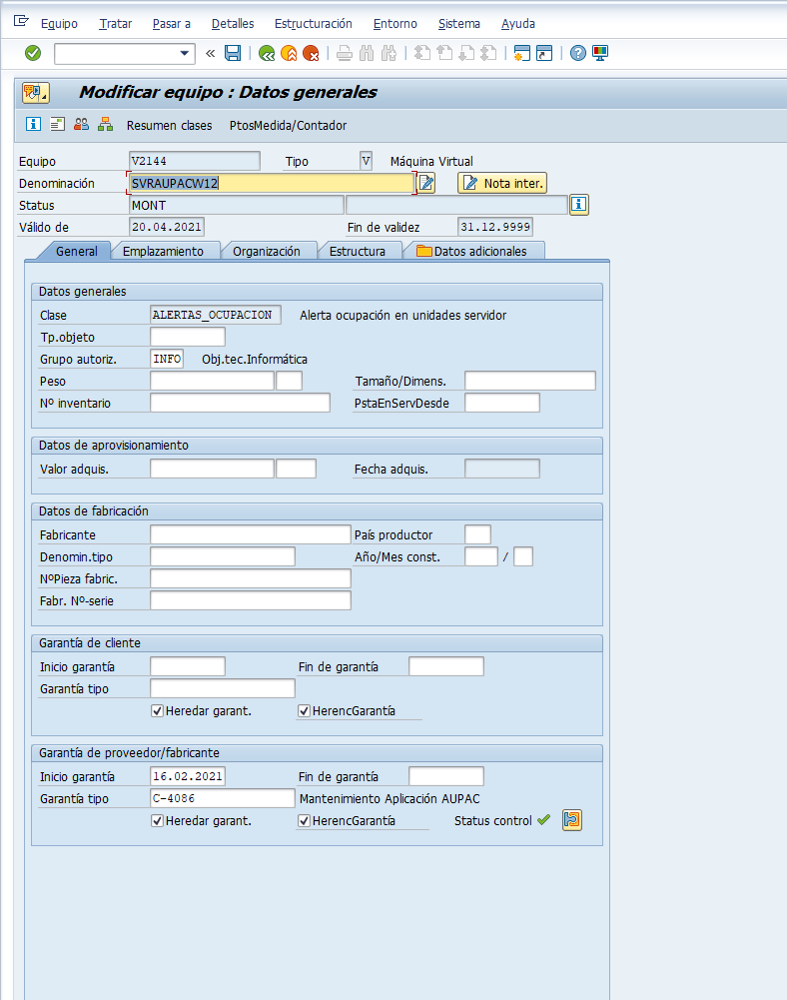 Equipo Tratar Pasar a Detalles Estructuración Entorno Sistema Ayuda
Modificar equipo : Datos generales
Resumen clases PtosMedida/Contador
Equipo V2144 Tipo V Máquina Virtual
Denominación SVRAUPACW12 Nota inter.
Status MONT
Válido de 20.04.2021 Fin de validez 31.12.9999
General Emplazamiento Organización Estructura Datos adicionales
Datos generales
Clase ALERTAS_OCUPACION Alerta ocupación en unidades servidor
Tp.objeto
Grupo autoriz. INFO Obj.tec.Informática
Peso Tamaño/Dimens.
Nº inventario PstaEnServDesde
Datos de aprovisionamiento
Valor adquis. Fecha adquis.
Datos de fabricación
Fabricante País productor
Denomin.tipo Año/Mes const. /
NºPieza fabric.
Fabr. Nº-serie
Garantía de cliente
Inicio garantía Fin de garantía
Garantía tipo
Heredar garant. HerencGarantía
Garantía de proveedor/fabricante
Inicio garantía 16.02.2021 Fin de garantía
Garantía tipo C-4086 Mantenimiento Aplicación AUPAC
Heredar garant. HerencGarantía Status control